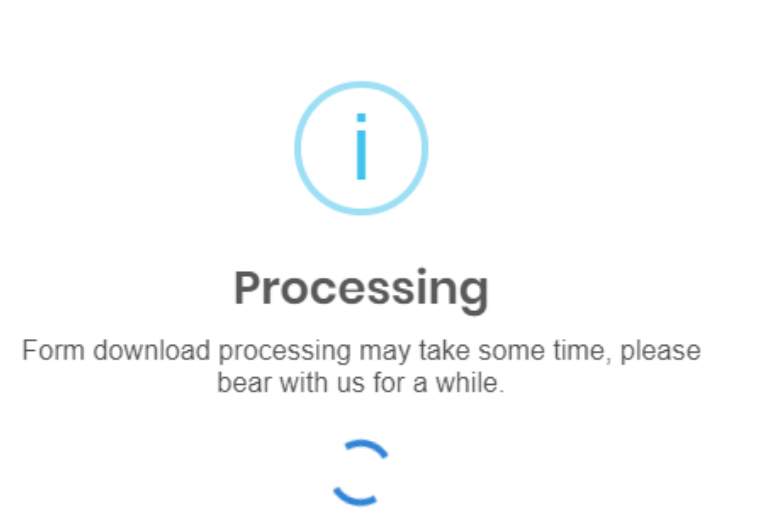 i
Processing
Form download processing may take some time, please
bear with us for a while.